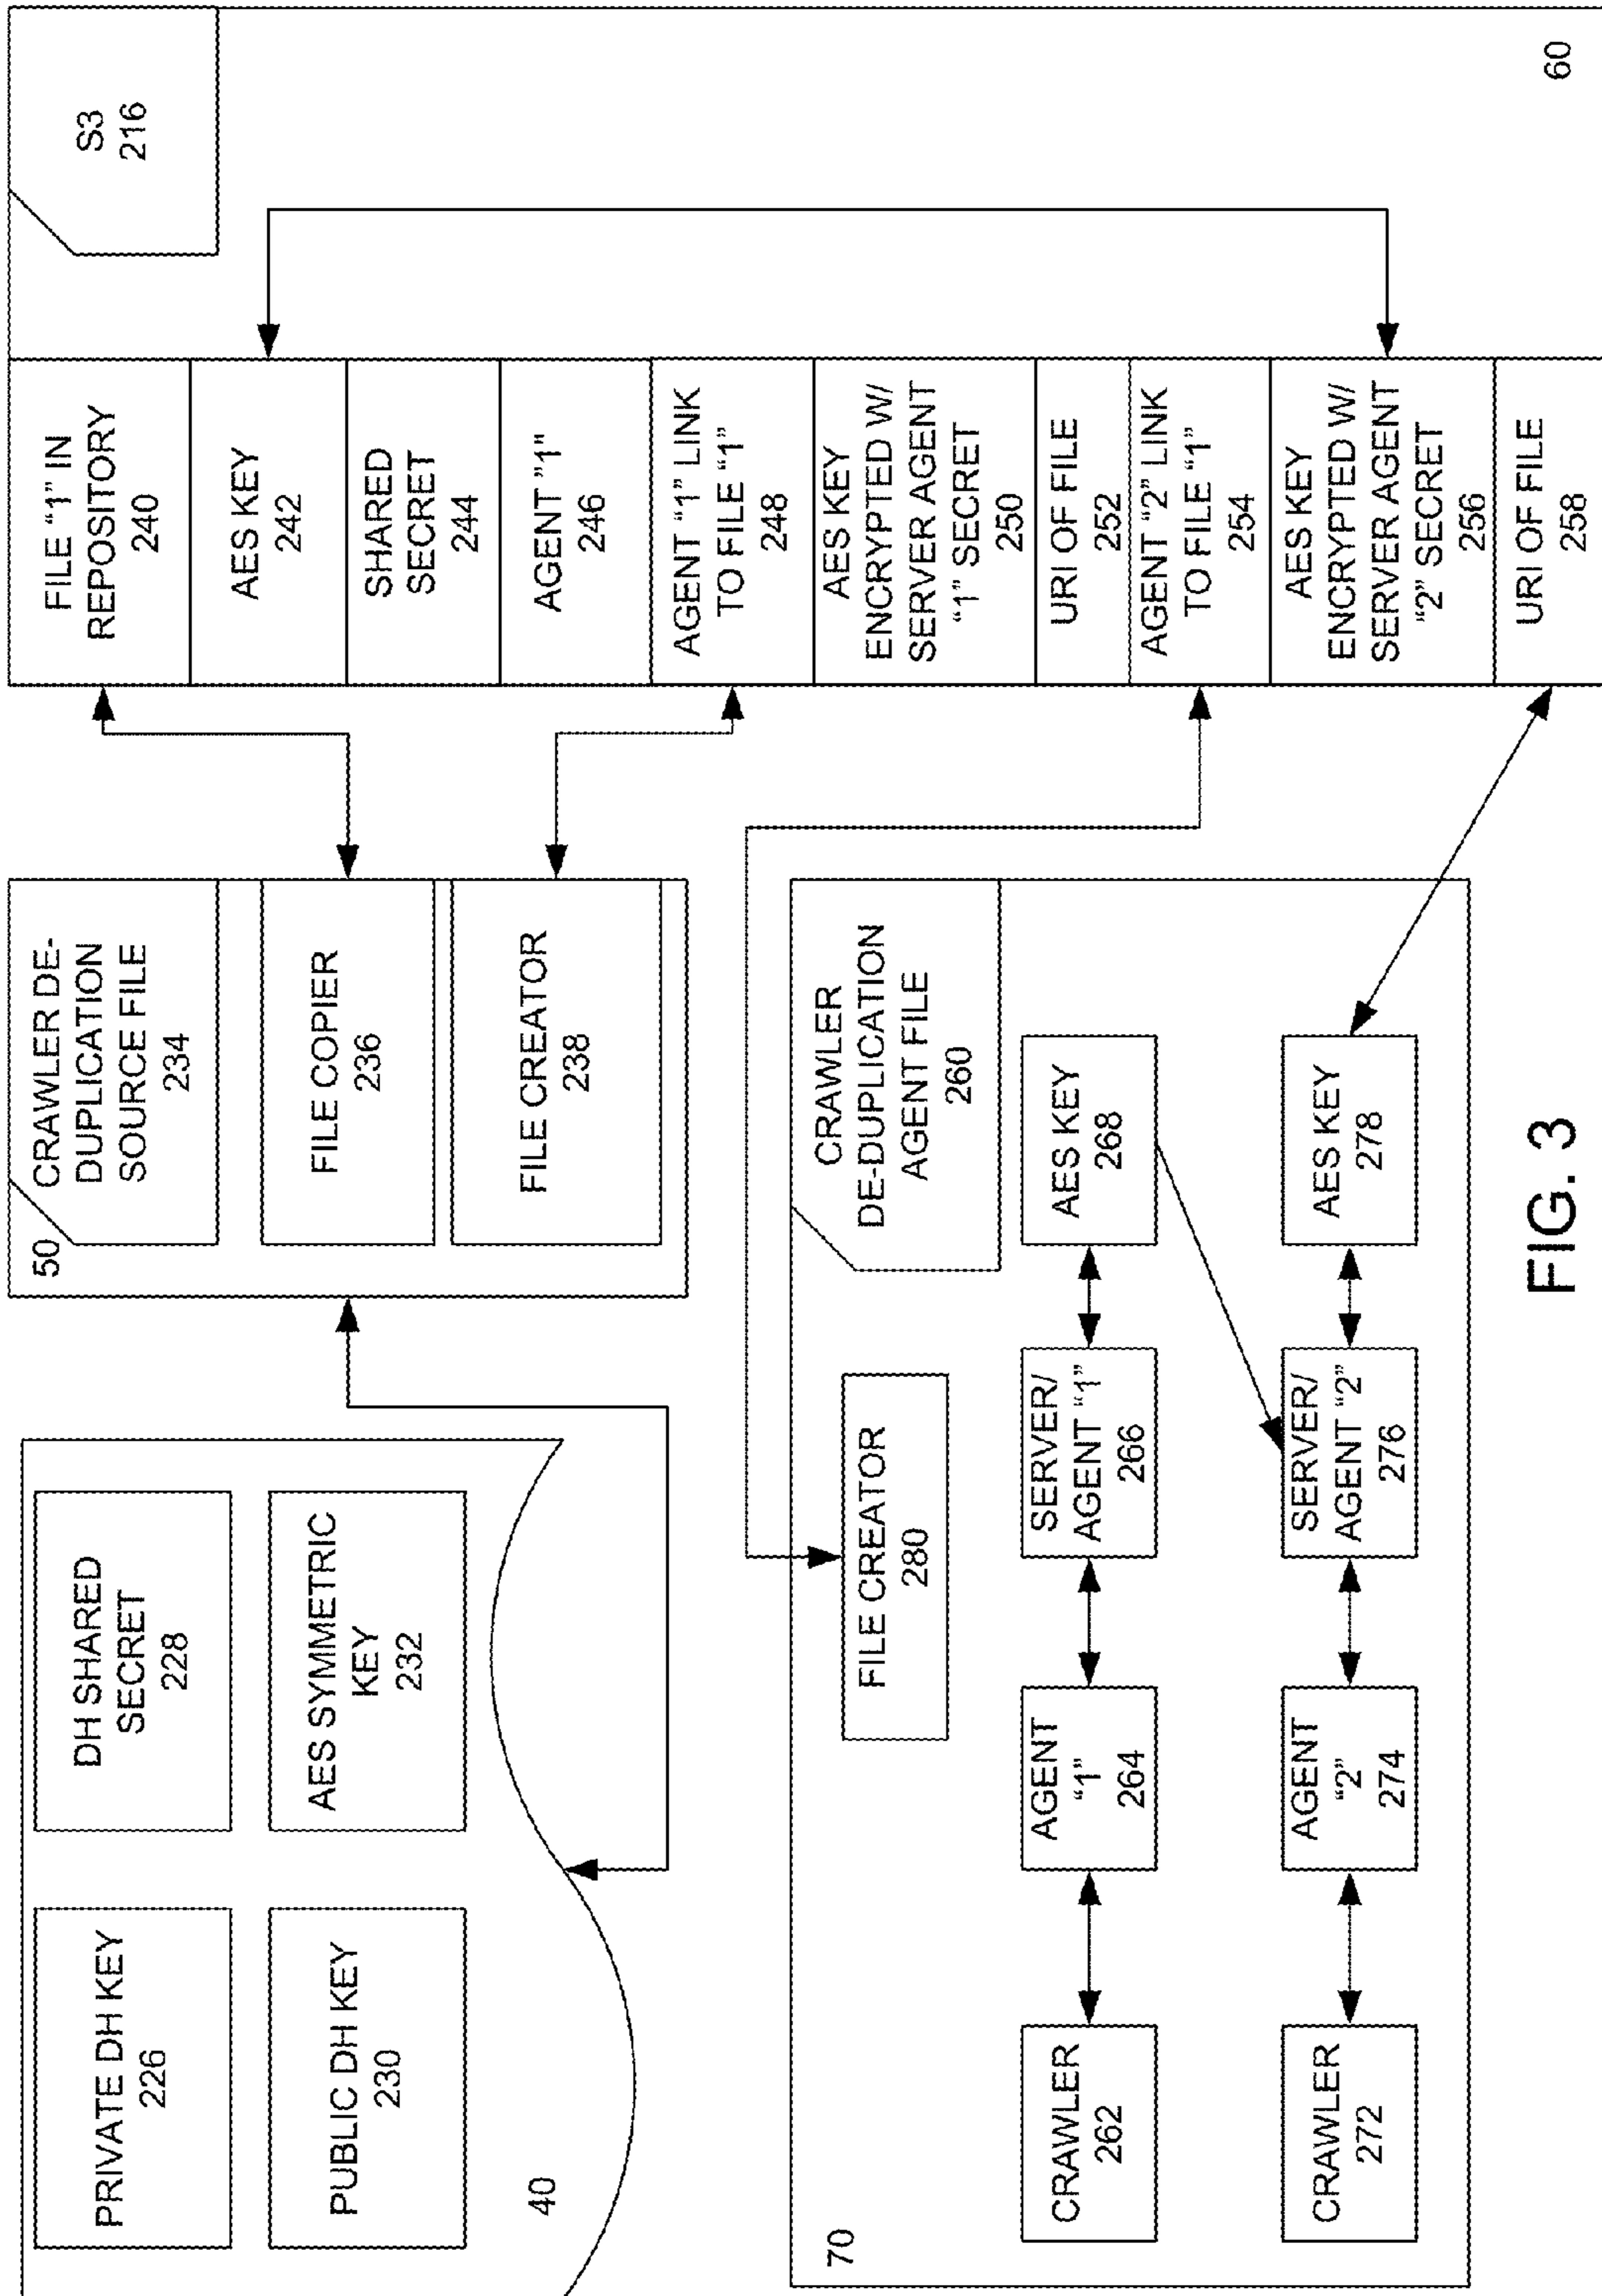 PRIVATE DH KEY
226
DH SHARED
SECRET
228
PUBLIC DH KEY
230
AES SYMMETRIC
KEY
232
40
50
CRAWLER DE-
DUPLICATION
SOURCE FILE
234
FILE COPIER
236
FILE CREATOR
238
S3
216
FILE “1” IN
REPOSITORY
240
AES KEY
242
SHARED
SECRET
244
AGENT "1"
246
AGENT “1” LINK
TO FILE “1”
248
AES KEY
ENCRYPTED W/
SERVER AGENT
“1” SECRET
250
URI OF FILE
252
AGENT “2” LINK
TO FILE “1”
254
AES KEY
ENCRYPTED W/
SERVER AGENT
“2” SECRET
256
URI OF FILE
258
60
70
FILE CREATOR
280
CRAWLER
DE-DUPLICATION
AGENT FILE
260
CRAWLER
262
AGENT
“1”
264
SERVER/
AGENT “1”
266
AES KEY
268
CRAWLER
272
AGENT
“2”
274
SERVER/
AGENT “2”
276
AES KEY
278
FIG. 3